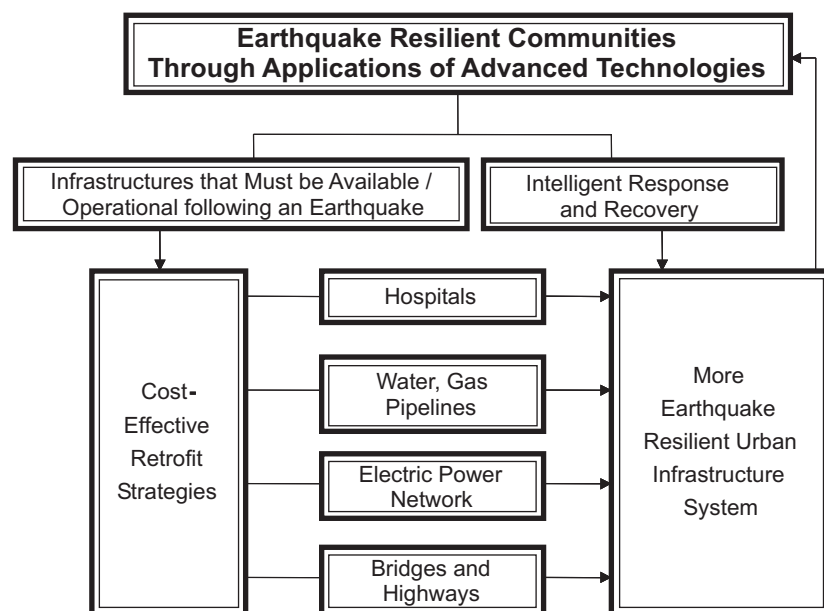 Earthquake Resilient Communities
Through Applications of Advanced Technologies
Infrastructures that Must be Available /
Operational following an Earthquake
Intelligent Response
and Recovery
Cost-
Effective
Retrofit
Strategies
Hospitals
Water, Gas
Pipelines
Electric Power
Network
Bridges and
Highways
More
Earthquake
Resilient Urban
Infrastructure
System